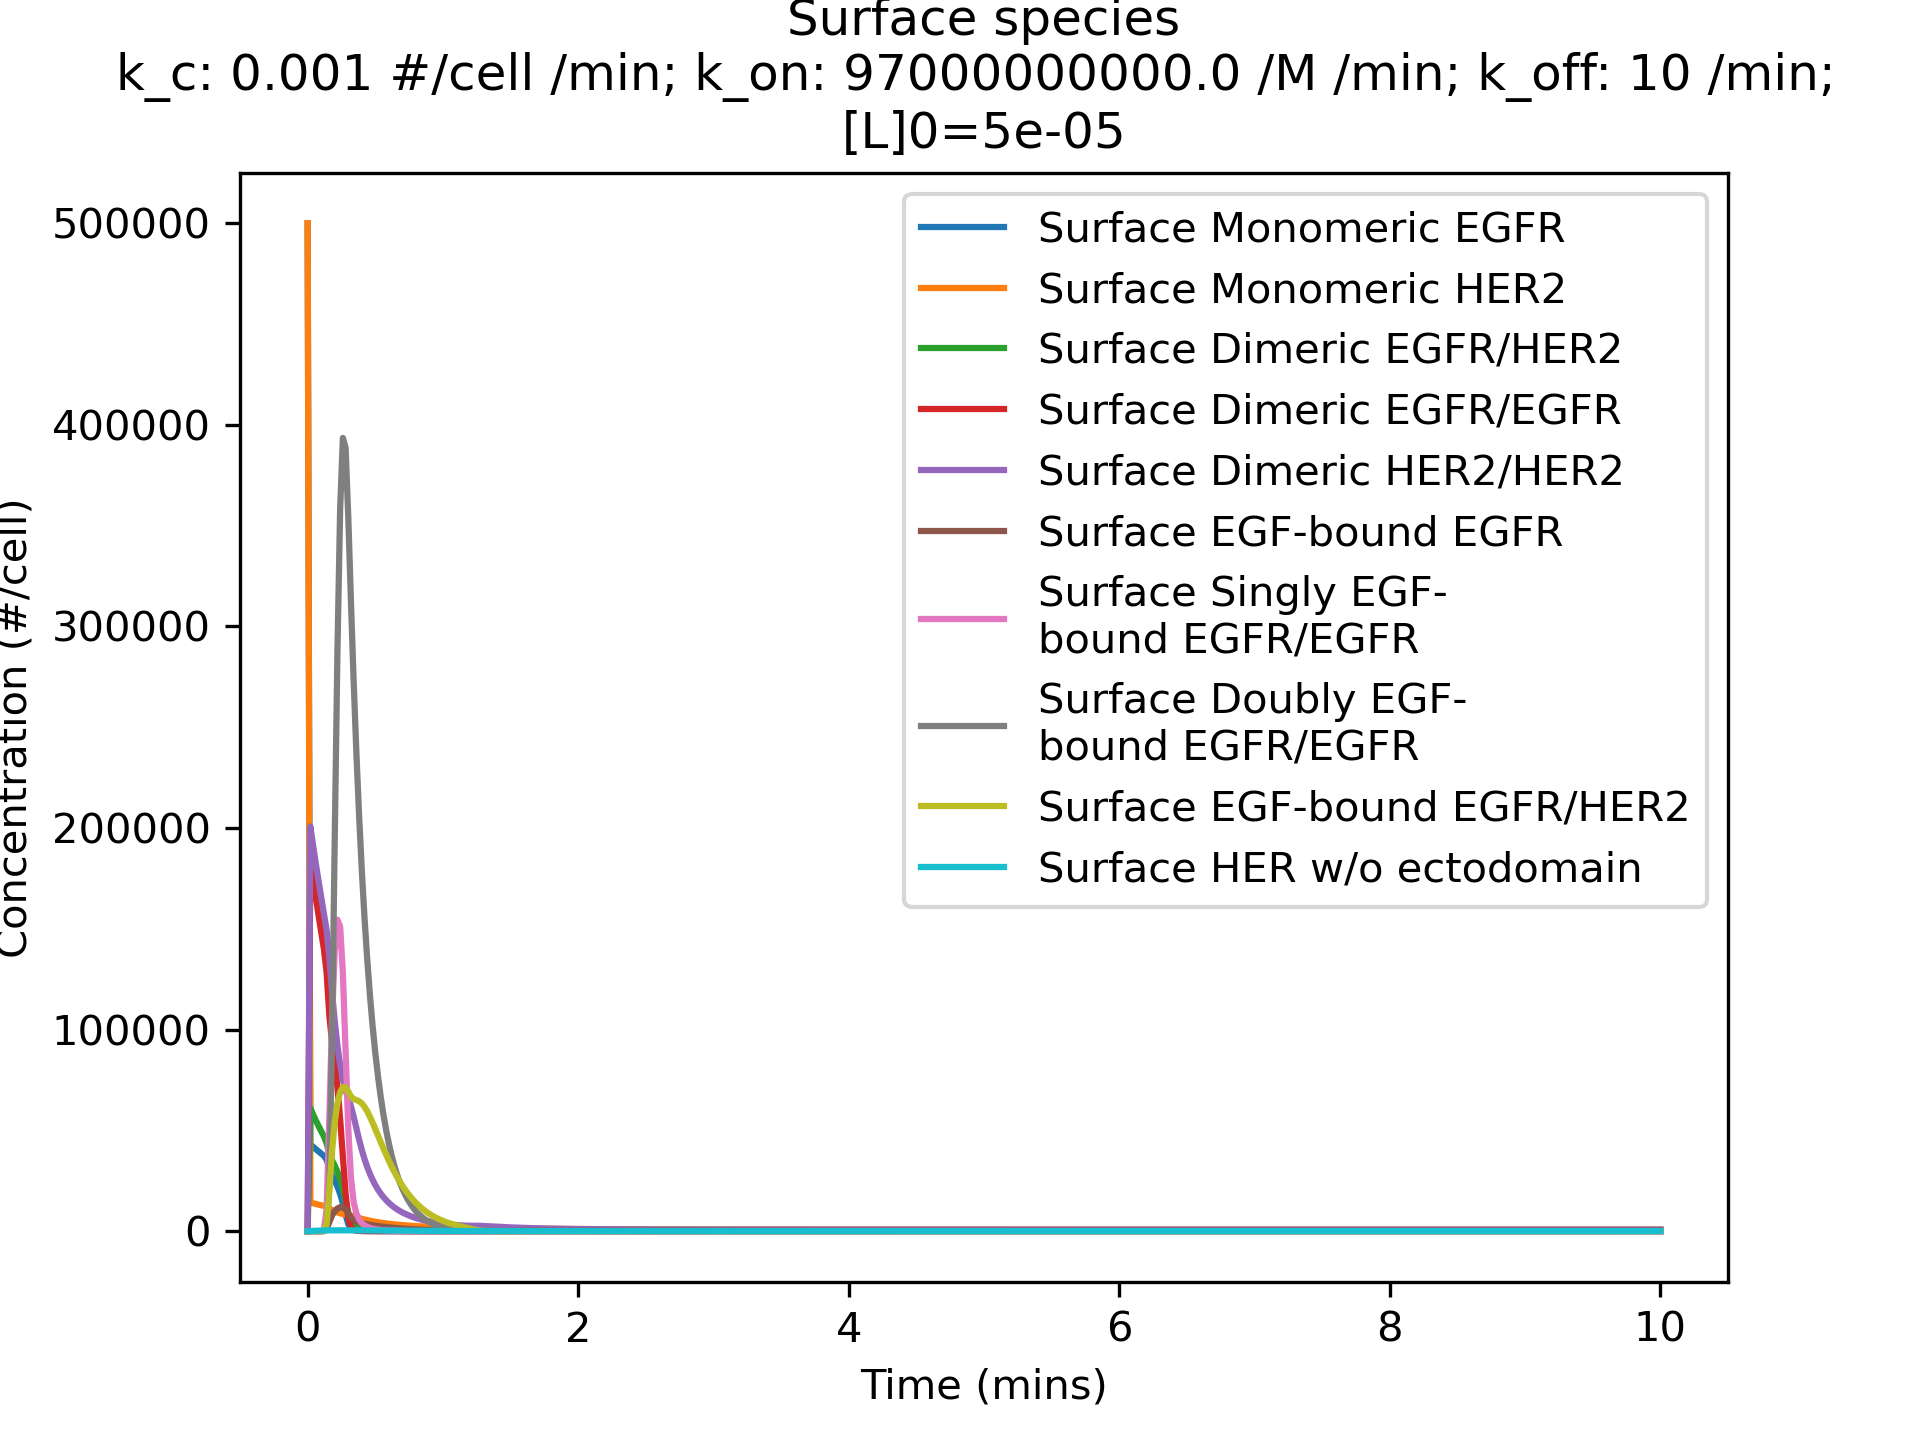 Surface species
k_c: 0.001 #/cell /min; k_on: 97000000000.0 /M /min; k_off: 10 /min;
[L]0=5e-05
Concentration (#/cell)
500000
400000
300000
200000
100000
0
Surface Monomeric EGFR
Surface Monomeric HER2
Surface Dimeric EGFR/HER2
Surface Dimeric EGFR/EGFR
Surface Dimeric HER2/HER2
Surface EGF-bound EGFR
Surface Singly EGF-
bound EGFR/EGFR
Surface Doubly EGF-
bound EGFR/EGFR
Surface EGF-bound EGFR/HER2
Surface HER w/o ectodomain
0 2 4 6 8 10
Time (mins)